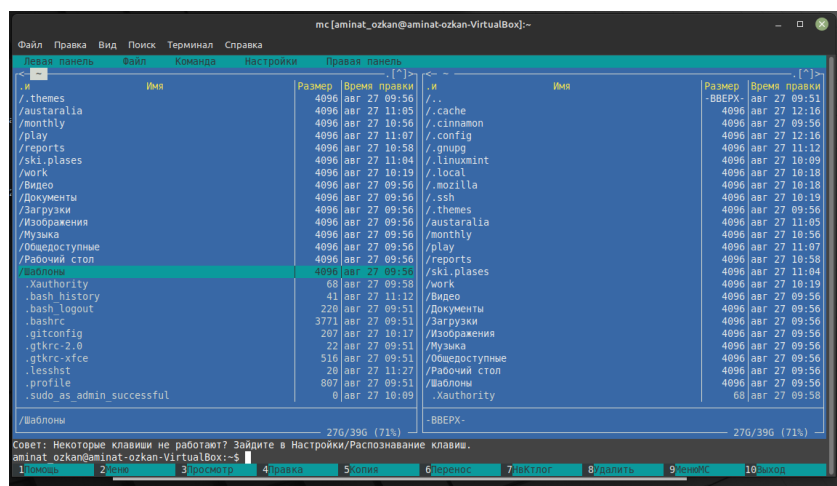 mc [aminat_ozkan@aminat-ozkan-VirtualBox]:~
Файл Правка Вид Поиск Терминал Справка
Левая панель Файл Команда Настройки Правая панель
<- ~ .[^]> <- ~ .[^]>
.и Имя Размер Время правки .и Имя Размер Время правки
/.themes 4096 авг 27 09:56 /.. -ВВЕРХ- авг 27 09:51
/austaralia 4096 авг 27 11:05 /.cache 4096 авг 27 12:16
/monthly 4096 авг 27 10:56 /.cinnamon 4096 авг 27 09:56
/play 4096 авг 27 11:07 /.config 4096 авг 27 12:16
/reports 4096 авг 27 10:58 /.gnupg 4096 авг 27 11:12
/ski.plases 4096 авг 27 11:04 /.linuxmint 4096 авг 27 10:09
/work 4096 авг 27 10:19 /.local 4096 авг 27 10:18
/Видео 4096 авг 27 09:56 /.mozilla 4096 авг 27 10:18
/Документы 4096 авг 27 09:56 /.ssh 4096 авг 27 10:19
/Загрузки 4096 авг 27 09:56 /.themes 4096 авг 27 09:56
/Изображения 4096 авг 27 09:56 /austaralia 4096 авг 27 11:05
/Музыка 4096 авг 27 09:56 /monthly 4096 авг 27 10:56
/Общедоступные 4096 авг 27 09:56 /play 4096 авг 27 11:07
/Рабочий стол 4096 авг 27 09:56 /reports 4096 авг 27 10:58
/Шаблоны 4096 авг 27 09:56 /ski.plases 4096 авг 27 11:04
.Xauthority 68 авг 27 09:58 /work 4096 авг 27 10:19
.bash_history 41 авг 27 11:12 /Видео 4096 авг 27 09:56
.bash_logout 220 авг 27 09:51 /Документы 4096 авг 27 09:56
.bashrc 3771 авг 27 09:51 /Загрузки 4096 авг 27 09:56
.gitconfig 207 авг 27 10:17 /Изображения 4096 авг 27 09:56
.gtkrc-2.0 22 авг 27 09:51 /Музыка 4096 авг 27 09:56
.gtkrc-xfce 516 авг 27 09:51 /Общедоступные 4096 авг 27 09:56
.lesshst 20 авг 27 11:27 /Рабочий стол 4096 авг 27 09:56
.profile 807 авг 27 09:51 /Шаблоны 4096 авг 27 09:56
.sudo_as_admin_successful 0 авг 27 10:09 .Xauthority 68 авг 27 09:58
/Шаблоны -ВВЕРХ-
27G/39G (71%) 27G/39G (71%)
Совет: Некоторые клавиши не работают? Зайдите в Настройки/Распознавание клавиш.
aminat_ozkan@aminat-ozkan-VirtualBox:~$
1Помощь 2Меню 3Просмотр 4Правка 5Копия 6Перенос 7НвКтлог 8Удалить 9МенюМС 10Выход